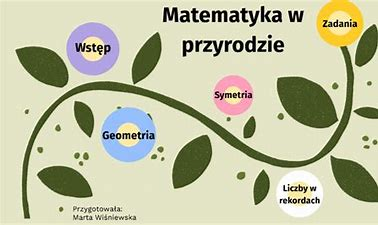 Matematyka w
przyrodzie
Zadania
Wstęp
Symetria
Geometria
Liczby w
rekordach
Przygotowała:
Marta Wiśniewska